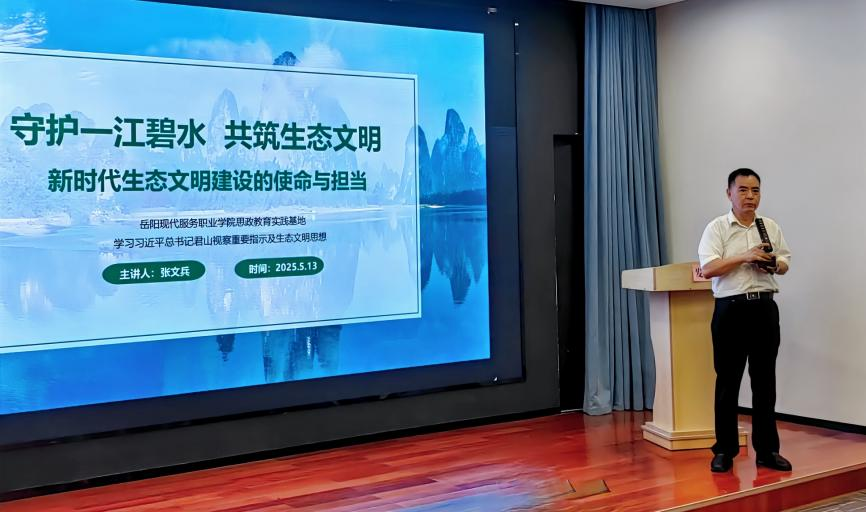 守护一江碧水 共筑生态文明
新时代生态文明建设的使命与担当
岳阳现代服务职业学院思政教育实践基地
学习习近平总书记君山视察重要指示及生态文明思想
主讲人：张文兵
时间：2025.5.13